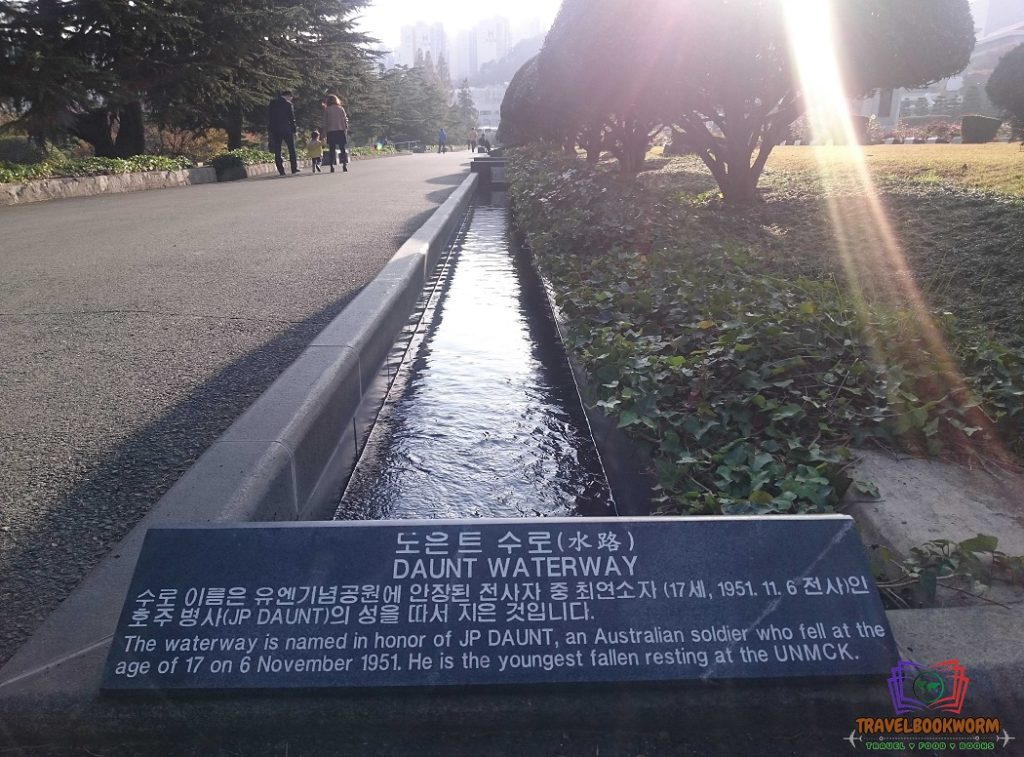 도은트 수로(水路)
DAUNT WATERWAY
수로 이름은 유엔기념공원에 안장된 전사자 중 최연소자 (17세, 1951. 11. 6 전사)인
호주 병사(JP DAUNT)의 성을 따서 지은 것입니다.
The waterway is named in honor of JP DAUNT, an Australian soldier who fell at the
age of 17 on 6 November 1951. He is the youngest fallen resting at the UNMCK.
TRAVELBOOKWORM
TRAVEL ♥ FOOD ♥ BOOKS